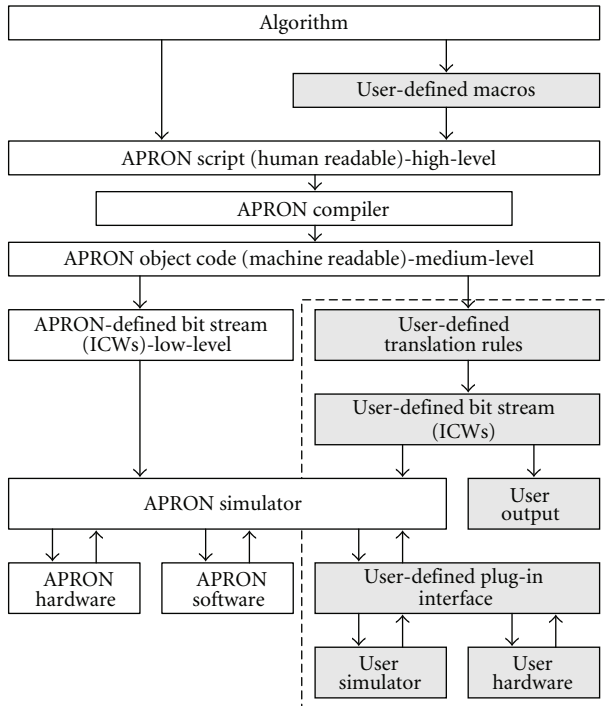 Algorithm
User-defined macros
APRON script (human readable)-high-level
APRON compiler
APRON object code (machine readable)-medium-level
APRON-defined bit stream
(ICWs)-low-level
User-defined
translation rules
User-defined bit stream
(ICWs)
APRON simulator
User
output
APRON
hardware
APRON
software
User-defined plug-in
interface
User
simulator
User
hardware